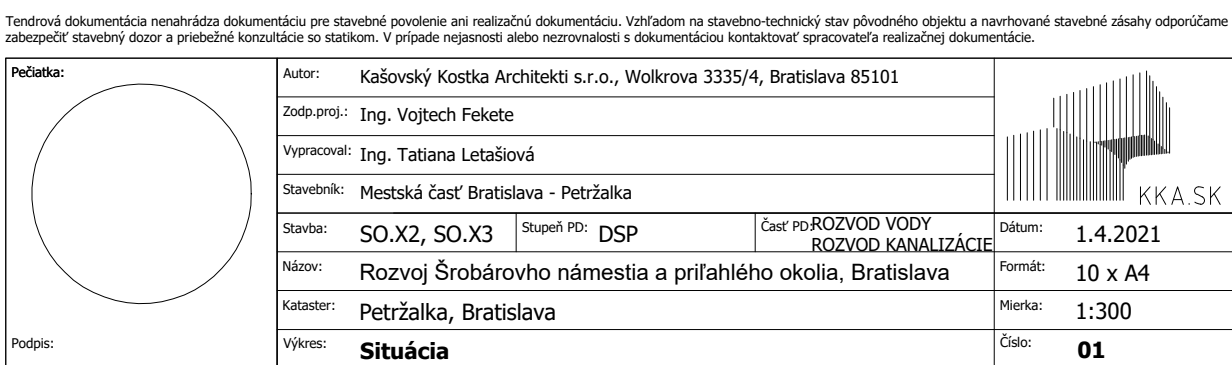 Tendrová dokumentácia nenahrádza dokumentáciu pre stavebné povolenie ani realizačnú dokumentáciu. Vzhľadom na stavebno-technický stav pôvodného objektu a navrhované stavebné zásahy odporúčame
zabezpečiť stavebný dozor a priebežné konzultácie so statikom. V prípade nejasnosti alebo nezrovnalosti s dokumentáciou kontaktovať spracovateľa realizačnej dokumentácie.
Pečiatka:
Podpis:
Autor: Kašovský Kostka Architekti s.r.o., Wolkrova 3335/4, Bratislava 85101
Zodp.proj.: Ing. Vojtech Fekete
Vypracoval: Ing. Tatiana Letašiová
Stavebník: Mestská časť Bratislava - Petržalka
KKA.SK
Stavba: SO.X2, SO.X3 Stupeň PD: DSP Časť PD: ROZVOD VODY
ROZVOD KANALIZÁCIE
Dátum: 1.4.2021
Názov: Rozvoj Šrobárovho námestia a priľahlého okolia, Bratislava Formát: 10 x A4
Kataster: Petržalka, Bratislava Mierka: 1:300
Výkres: Situácia Číslo: 01